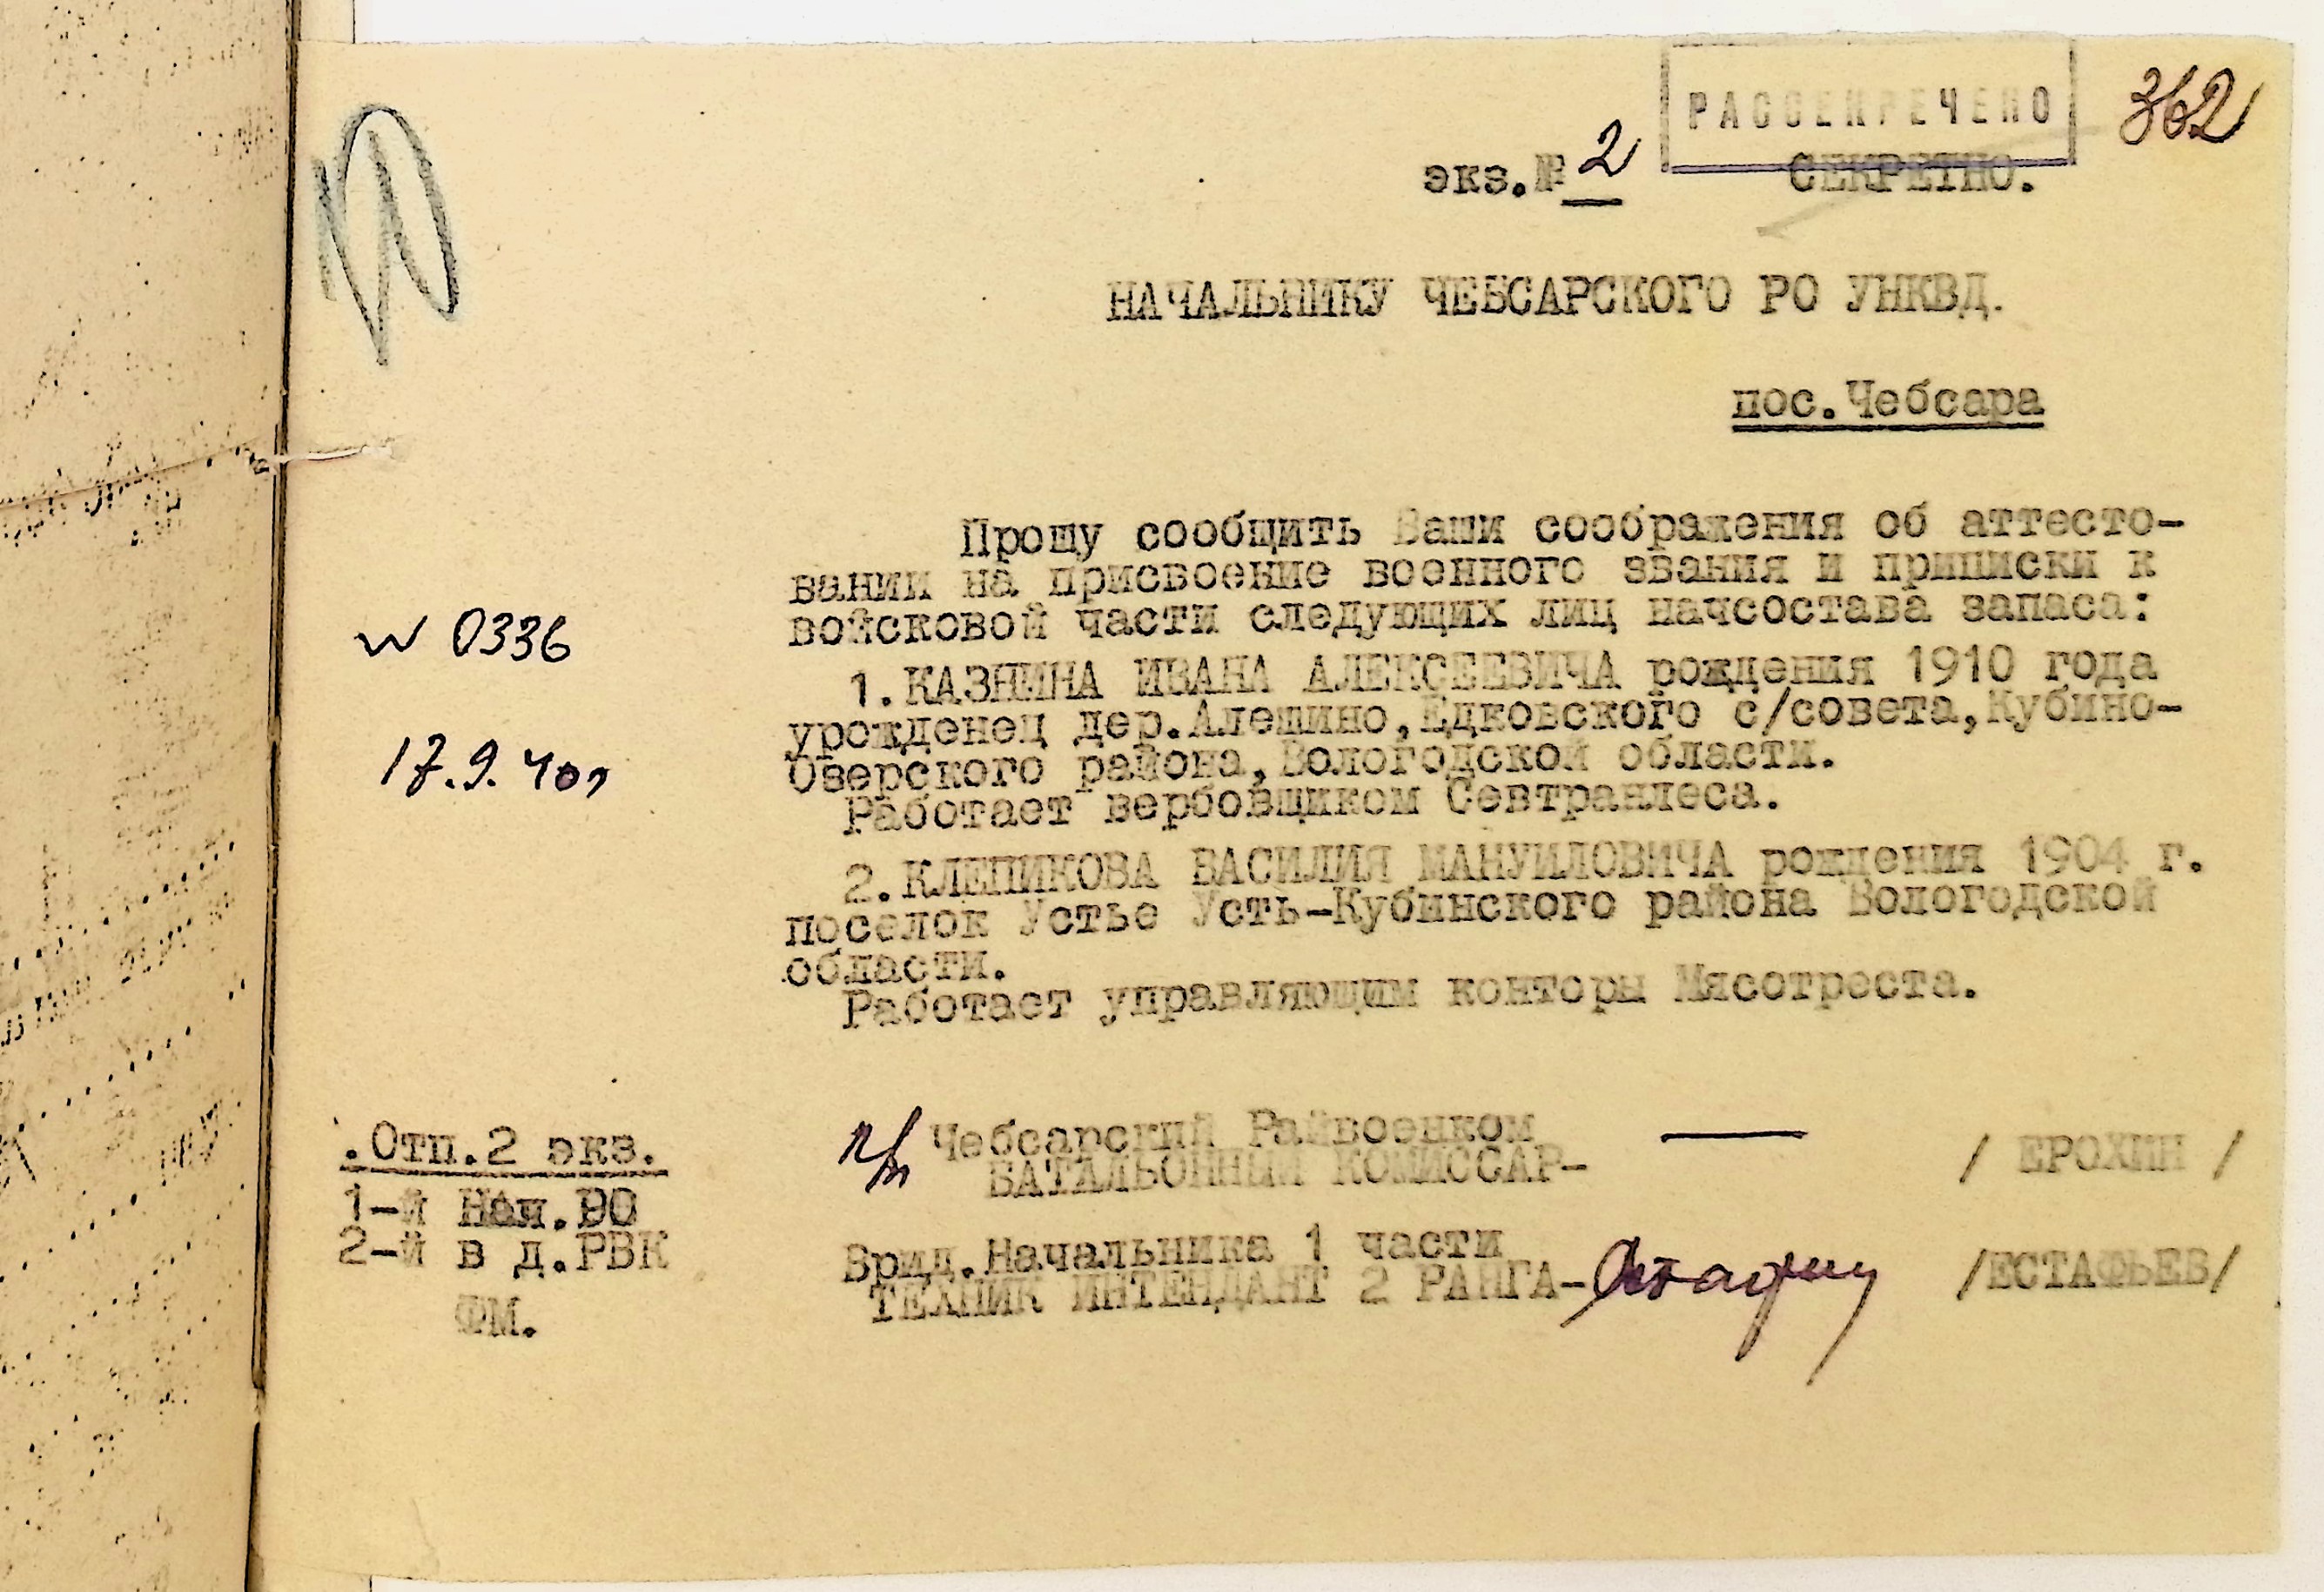 РАССЕКРЕЧЕНО
362
экз.№ 2
СЕКРЕТНО.
НАЧАЛЬНИКУ ЧЕБСАРСКОГО РО УНКВД.
пос.Чебсара
Прошу сообщить Ваши соображения об аттесто-
вании на присвоение военного звания и приписки к
войсковой части следующих лиц начсостава запаса:
1.КАЗНИНА ИВАНА АЛЕКСЕЕВИЧА рождения 1910 года
урожденец дер.Алешино,Едковского с/совета,Кубино-
Озерского района,Вологодской области.
Работает вербовщиком Севтранлеса.
2.КЛЕПИКОВА ВАСИЛИЯ МАНУИЛОВИЧА рождения 1904 г.
поселок Устье Усть-Кубинского района Вологодской
области.
Работает управляющим конторы Мясотреста.
№ 0336
17.9.40г
п/п Чебсарский Райвоенком
БАТАЛЬОННЫЙ КОМИССАР- / ЕРОХИН /
Врид.Начальника 1 части
ТЕХНИК ИНТЕНДАНТ 2 РАНГА- /ЕСТАФЬЕВ/
.Отп.2 экз.
1-й Нач.РО
2-й в д.РВК
ФМ.